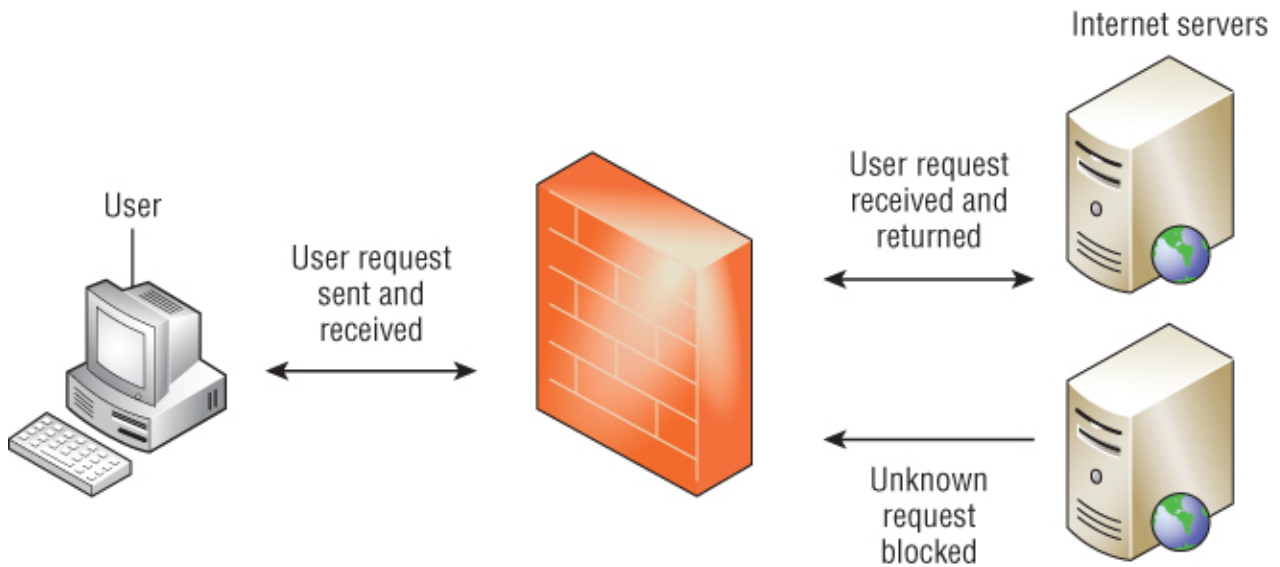 Internet servers
User
User request
sent and
received
User request
received and
returned
Unknown
request
blocked